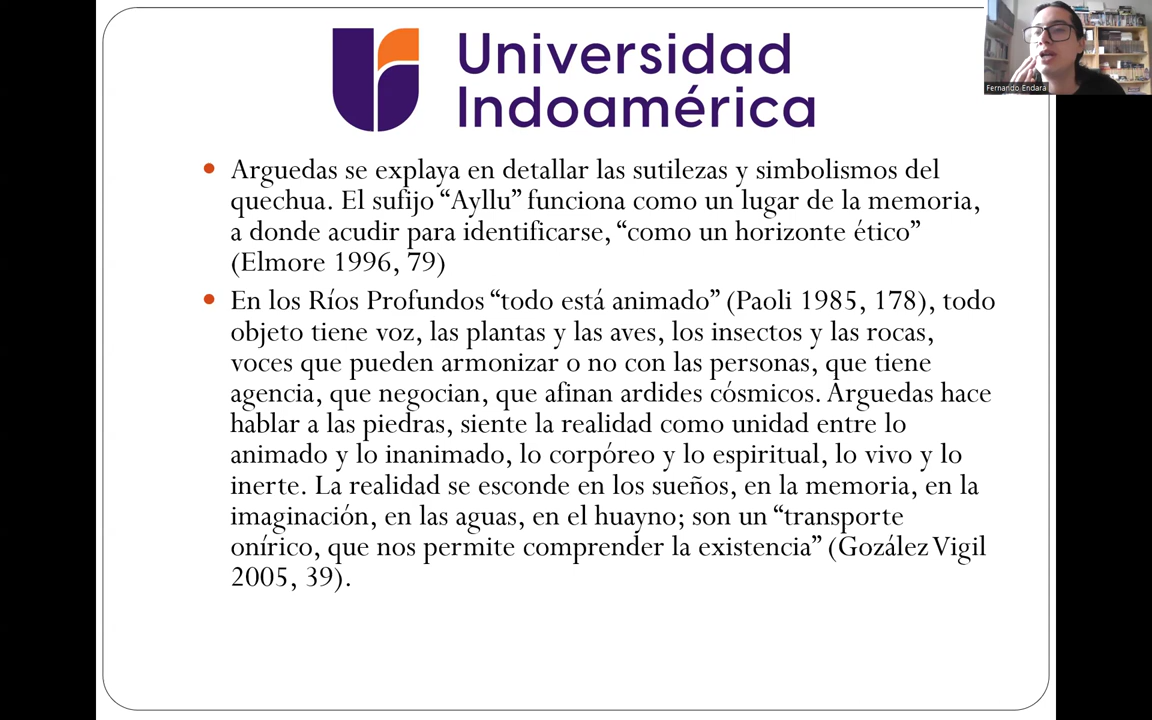 Universidad
Indoamérica
Fernando Endara
• Arguedas se explaya en detallar las sutilezas y simbolismos del
quechua. El sufijo “Ayllu” funciona como un lugar de la memoria,
a donde acudir para identificarse, “como un horizonte ético”
(Elmore 1996, 79)
• En los Ríos Profundos “todo está animado” (Paoli 1985, 178), todo
objeto tiene voz, las plantas y las aves, los insectos y las rocas,
voces que pueden armonizar o no con las personas, que tiene
agencia, que negocian, que afinan ardides cósmicos. Arguedas hace
hablar a las piedras, siente la realidad como unidad entre lo
animado y lo inanimado, lo corpóreo y lo espiritual, lo vivo y lo
inerte. La realidad se esconde en los sueños, en la memoria, en la
imaginación, en las aguas, en el huayno; son un “transporte
onírico, que nos permite comprender la existencia” (Gozález Vigil
2005, 39).